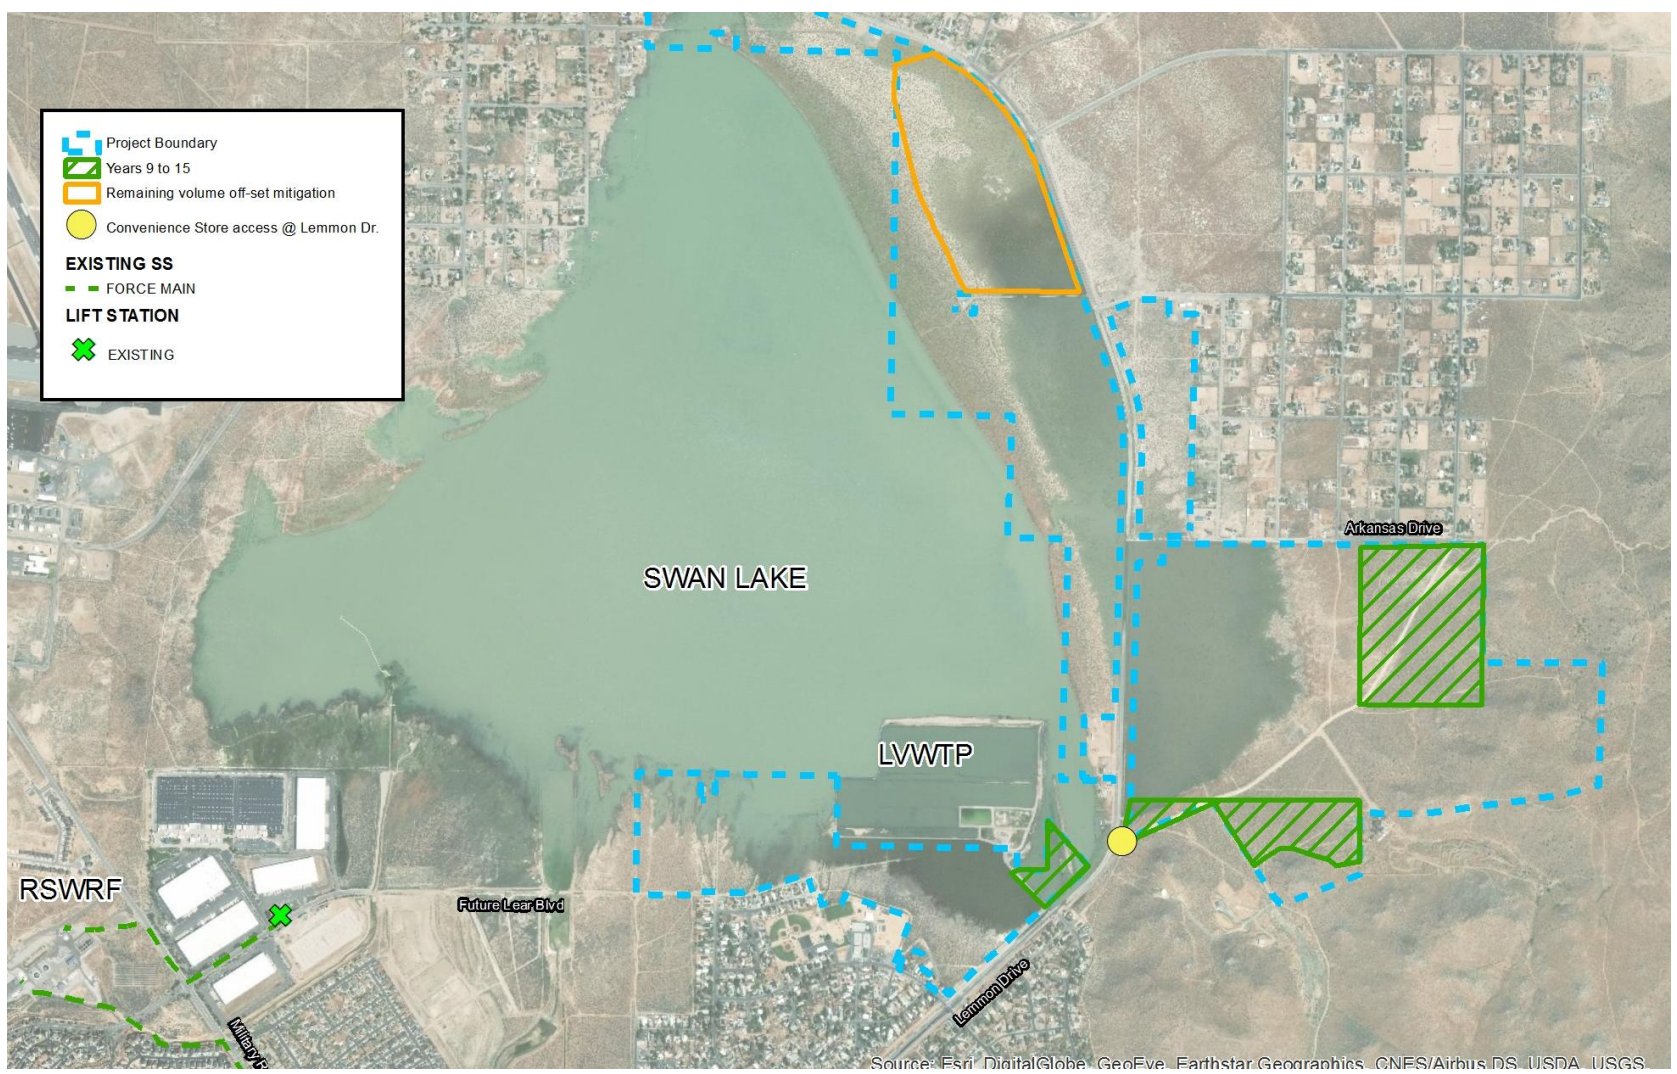 Project Boundary
Years 9 to 15
Remaining volume off-set mitigation
Convenience Store access @ Lemmon Dr.
EXISTING SS
FORCE MAIN
LIFT STATION
EXISTING
Arkansas Drive
SWAN LAKE
LVWTP
RSWRF
Future Lear Blvd
Lemmon Drive
Military R
Source: Esri, DigitalGlobe, GeoEye, Earthstar Geographics, CNES/Airbus DS, USDA, USGS,